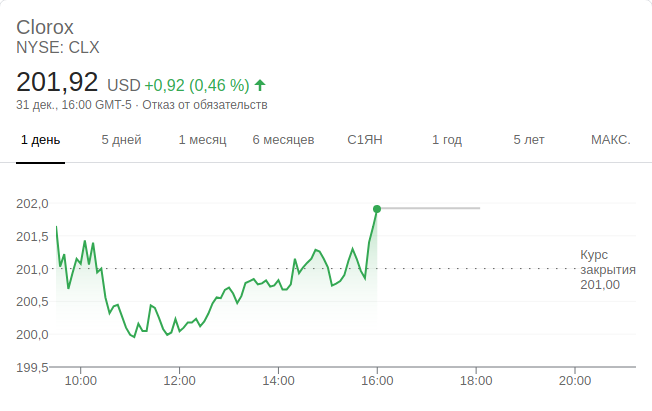 Clorox
NYSE: CLX
201,92 USD +0,92 (0,46 %)
31 дек., 16:00 GMT-5 · Отказ от обязательств
1 день 5 дней 1 месяц 6 месяцев С1ЯН 1 год 5 лет МАКС.
202,0
201,5
Курс
201,0 закрытия
201,00
200,5
200,0
199,5
10:00 12:00 14:00 16:00 18:00 20:00